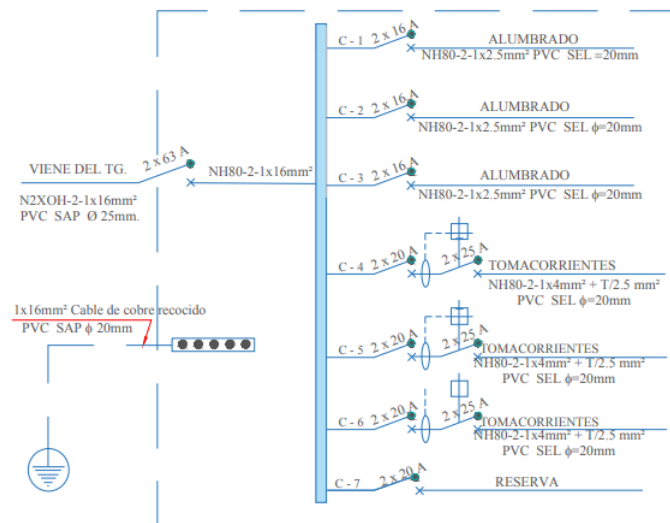 C - 1 2 x 16 A ALUMBRADO
NH80-2-1x2.5mm² PVC SEL =20mm
C - 2 2 x 16 A ALUMBRADO
NH80-2-1x2.5mm² PVC SEL ϕ=20mm
VIENE DEL TG. 2 x 63 A NH80-2-1x16mm²
N2XOH-2-1x16mm²
PVC SAP Ø 25mm.
C - 3 2 x 16 A ALUMBRADO
NH80-2-1x2.5mm² PVC SEL ϕ=20mm
C - 4 2 x 20 A 2 x 25 A TOMACORRIENTES
NH80-2-1x4mm² + T/2.5 mm²
PVC SEL ϕ=20mm
1x16mm² Cable de cobre recocido
PVC SAP ϕ 20mm
C - 5 2 x 20 A 2 x 25 A TOMACORRIENTES
NH80-2-1x4mm² + T/2.5 mm²
PVC SEL ϕ=20mm
C - 6 2 x 20 A 2 x 25 A TOMACORRIENTES
NH80-2-1x4mm² + T/2.5 mm²
PVC SEL ϕ=20mm
C - 7 2 x 20 A RESERVA